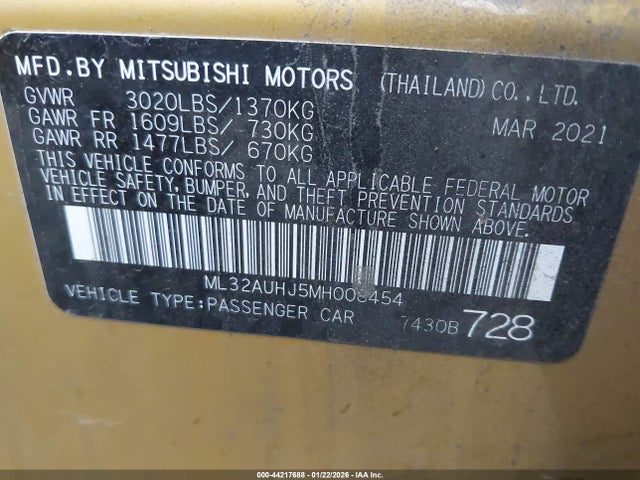 MFD.BY MITSUBISHI MOTORS (THAILAND)CO.,LTD.
GVWR 3020LBS/1370KG
GAWR FR 1609LBS/ 730KG MAR 2021
GAWR RR 1477LBS/ 670KG
THIS VEHICLE CONFORMS TO ALL APPLICABLE FEDERAL MOTOR
VEHICLE SAFETY, BUMPER, AND THEFT PREVENTION STANDARDS
IN EFFECT ON THE DATE OF MANUFACTURE SHOWN ABOVE.
ML32AUHJ5MH008454
VEHICLE TYPE:PASSENGER CAR 7430B 728
000-44217688 - 01/22/2026 - IAA Inc.